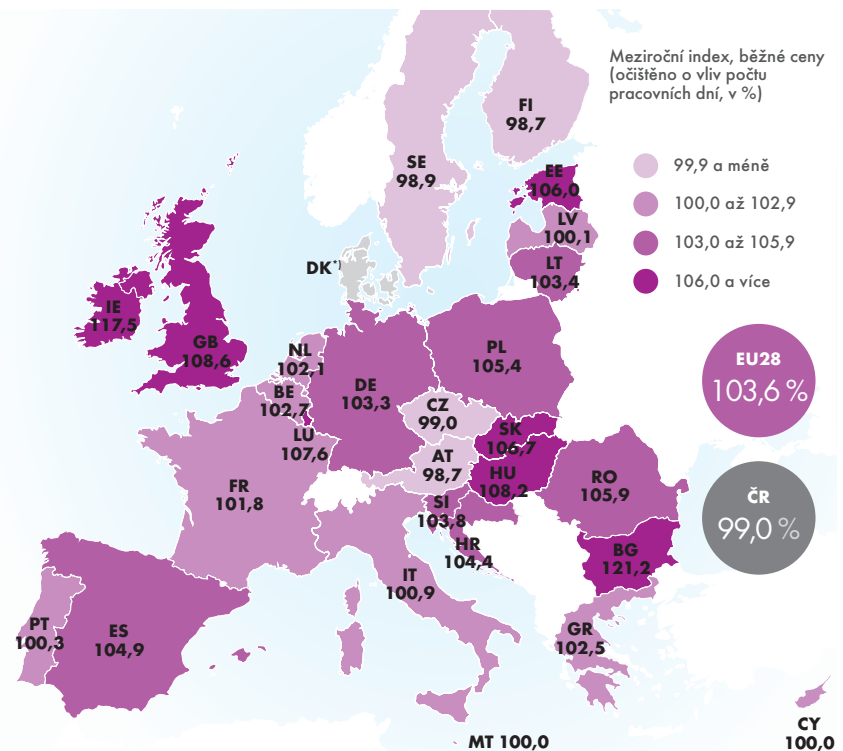 Meziroční index, běžné ceny
(očištěno o vliv počtu
pracovních dní, v %)
99,9 a méně
100,0 až 102,9
103,0 až 105,9
106,0 a více
FI
98,7
SE
98,9
EE
106,0
LV
100,1
LT
103,4
DK*)
IE
117,5
GB
108,6
NL
102,1
BE
102,7
LU
107,6
DE
103,3
PL
105,4
EU28
103,6 %
CZ
99,0
SK
106,7
AT
98,7
HU
108,2
RO
105,9
ČR
99,0 %
FR
101,8
SI
103,8
HR
104,4
BG
121,2
IT
100,9
PT
100,3
ES
104,9
GR
102,5
MT 100,0
CY
100,0